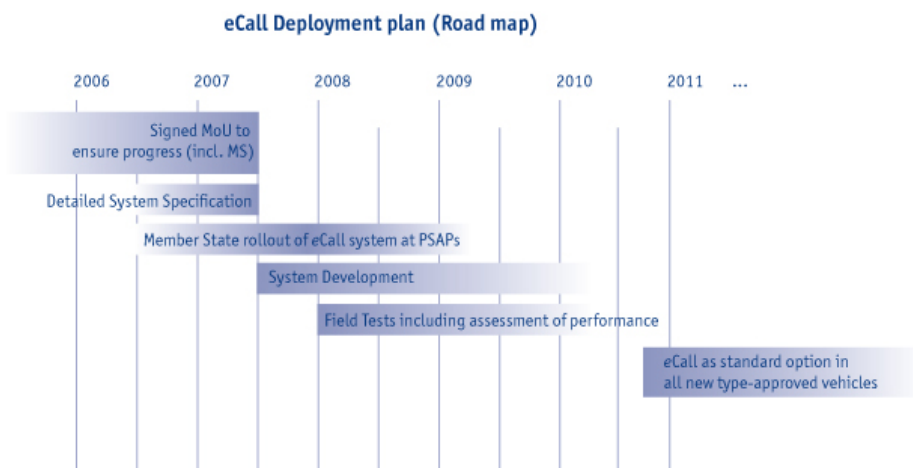 eCall Deployment plan (Road map)
2006 2007 2008 2009 2010 2011 ...
Signed MoU to
ensure progress (incl. MS)
Detailed System Specification
Member State rollout of eCall system at PSAPs
System Development
Field Tests including assessment of performance
eCall as standard option in
all new type-approved vehicles